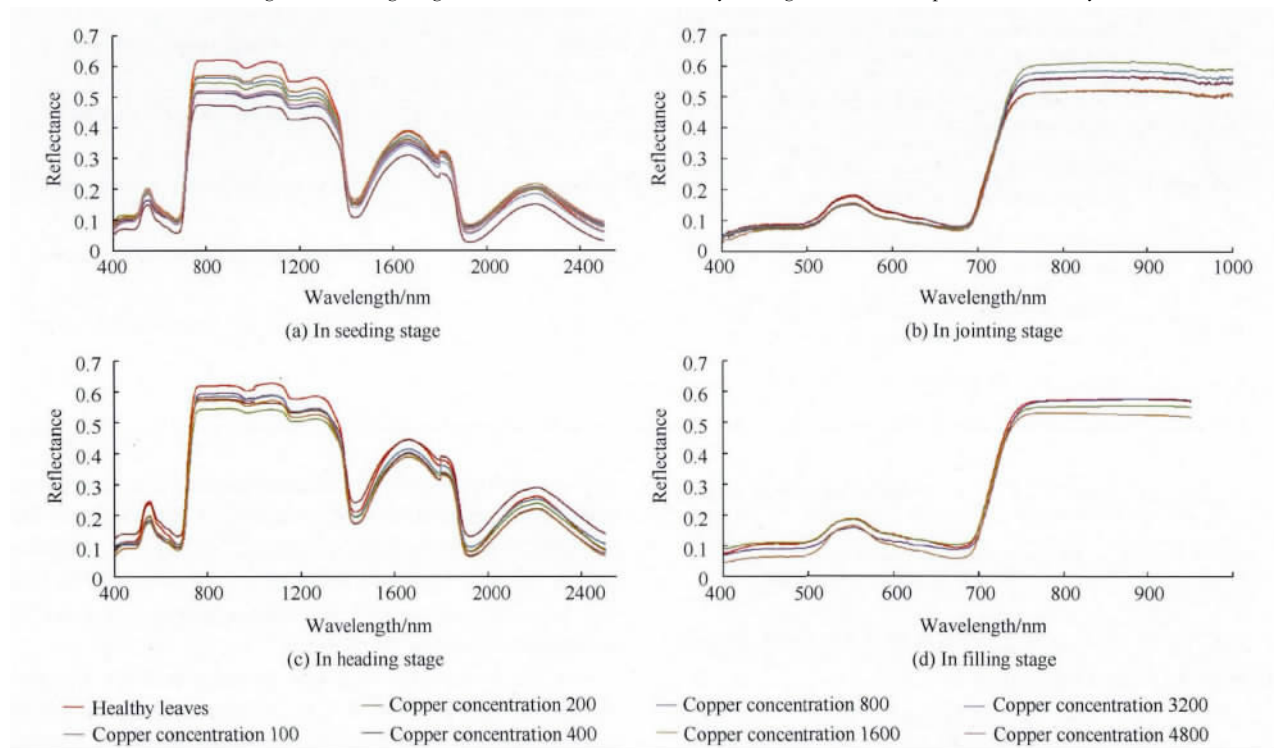 0.7
0.6
0.5
0.4
0.3
0.2
0.1
0
Reflectance
400 800 1200 1600 2000 2400
Wavelength/nm
(a) In seeding stage
0.7
0.6
0.5
0.4
0.3
0.2
0.1
0
Reflectance
400 500 600 700 800 900 1000
Wavelength/nm
(b) In jointing stage
0.7
0.6
0.5
0.4
0.3
0.2
0.1
0
Reflectance
400 800 1200 1600 2000 2400
Wavelength/nm
(c) In heading stage
0.7
0.6
0.5
0.4
0.3
0.2
0.1
0
Reflectance
400 500 600 700 800 900
Wavelength/nm
(d) In filling stage
Healthy leaves Copper concentration 200 Copper concentration 800 Copper concentration 3200
Copper concentration 100 Copper concentration 400 Copper concentration 1600 Copper concentration 4800